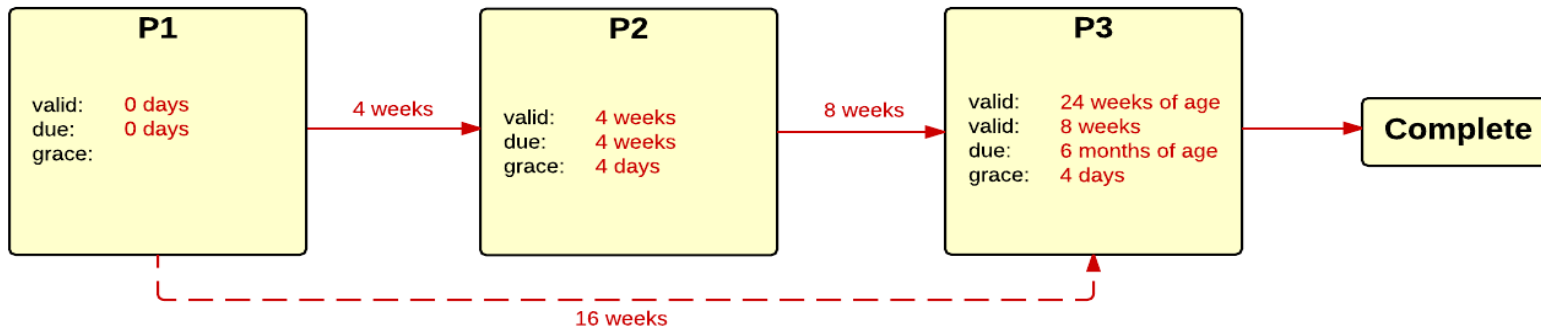 P1
valid: 0 days
due: 0 days
grace:
4 weeks
P2
valid: 4 weeks
due: 4 weeks
grace: 4 days
8 weeks
P3
valid: 24 weeks of age
valid: 8 weeks
due: 6 months of age
grace: 4 days
Complete
16 weeks